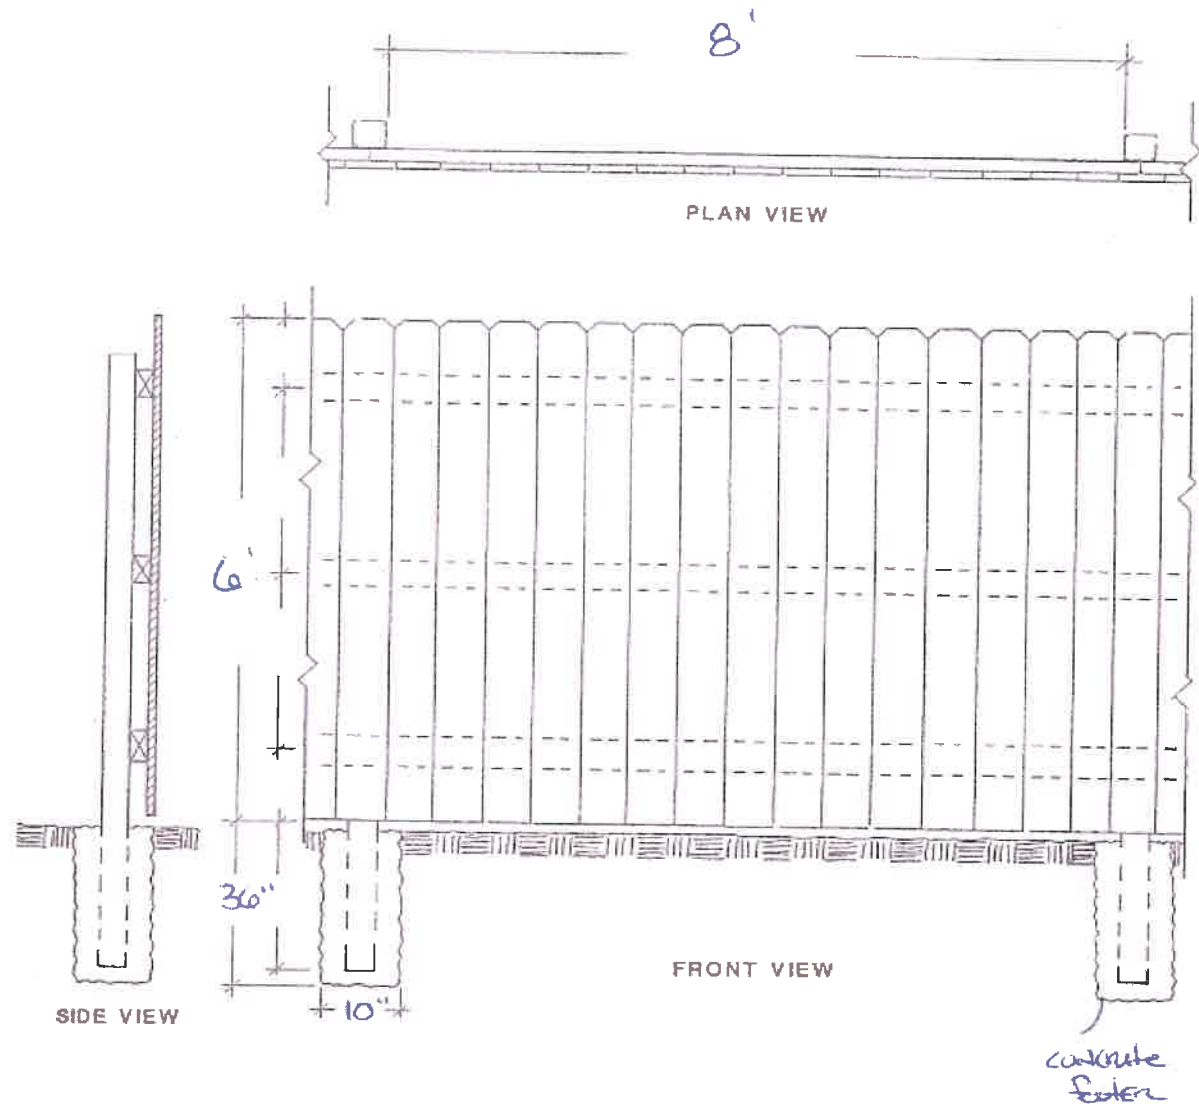 8'
PLAN VIEW
6'
36"
FRONT VIEW
SIDE VIEW
10"
concrete
footer